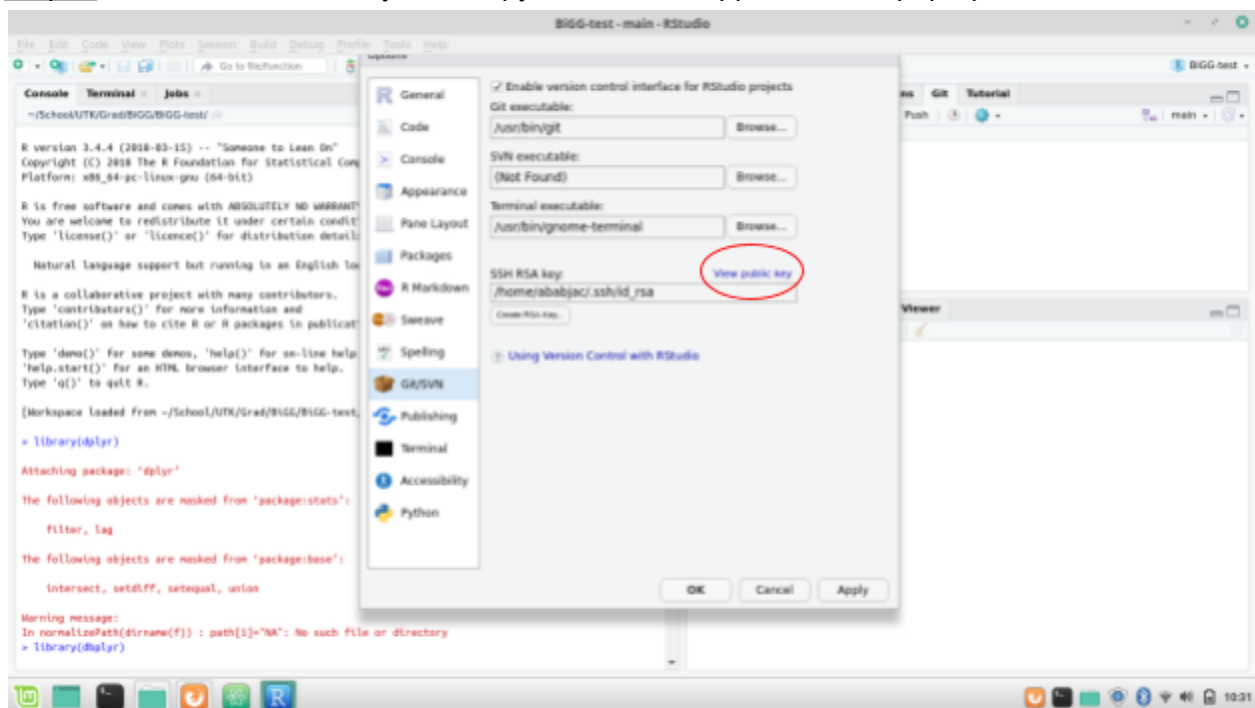 BiGG-test - main - RStudio
File Edit Code View Plots Session Build Debug Profile Tools Help
Go to file/function
BiGG-test
Console Terminal Jobs
~/School/UTK/Grad/BiGG/BiGG-test/
R version 3.4.4 (2018-03-15) -- "Someone to Lean On"
Copyright (C) 2018 The R Foundation for Statistical Comp
Platform: x86_64-pc-linux-gnu (64-bit)
R is free software and comes with ABSOLUTELY NO WARRANT
You are welcome to redistribute it under certain condit
Type 'license()' or 'licence()' for distribution detail
Natural language support but running in an English lo
R is a collaborative project with many contributors.
Type 'contributors()' for more information and
'citation()' on how to cite R or R packages in publicat
Type 'demo()' for some demos, 'help()' for on-line help
'help.start()' for an HTML browser interface to help.
Type 'q()' to quit R.
[Workspace loaded from ~/School/UTK/Grad/BiGG/BiGG-test
> library(dplyr)
Attaching package: 'dplyr'
The following objects are masked from 'package:stats':
filter, lag
The following objects are masked from 'package:base':
intersect, setdiff, setequal, union
Warning message:
In normalizePath(dirname(f)) : path[1]="NA": No such file or directory
> library(dbplyr)
Options
General
Code
Console
Appearance
Pane Layout
Packages
R Markdown
Sweave
Spelling
Git/SVN
Publishing
Terminal
Accessibility
Python
Enable version control interface for RStudio projects
Git executable:
/usr/bin/git Browse...
SVN executable:
(Not Found) Browse...
Terminal executable:
/usr/bin/gnome-terminal Browse...
SSH RSA key: View public key
/home/ababjac/.ssh/id_rsa
Create RSA Key...
Using Version Control with RStudio
OK Cancel Apply
Git Tutorial
Push main
Viewer
10:31